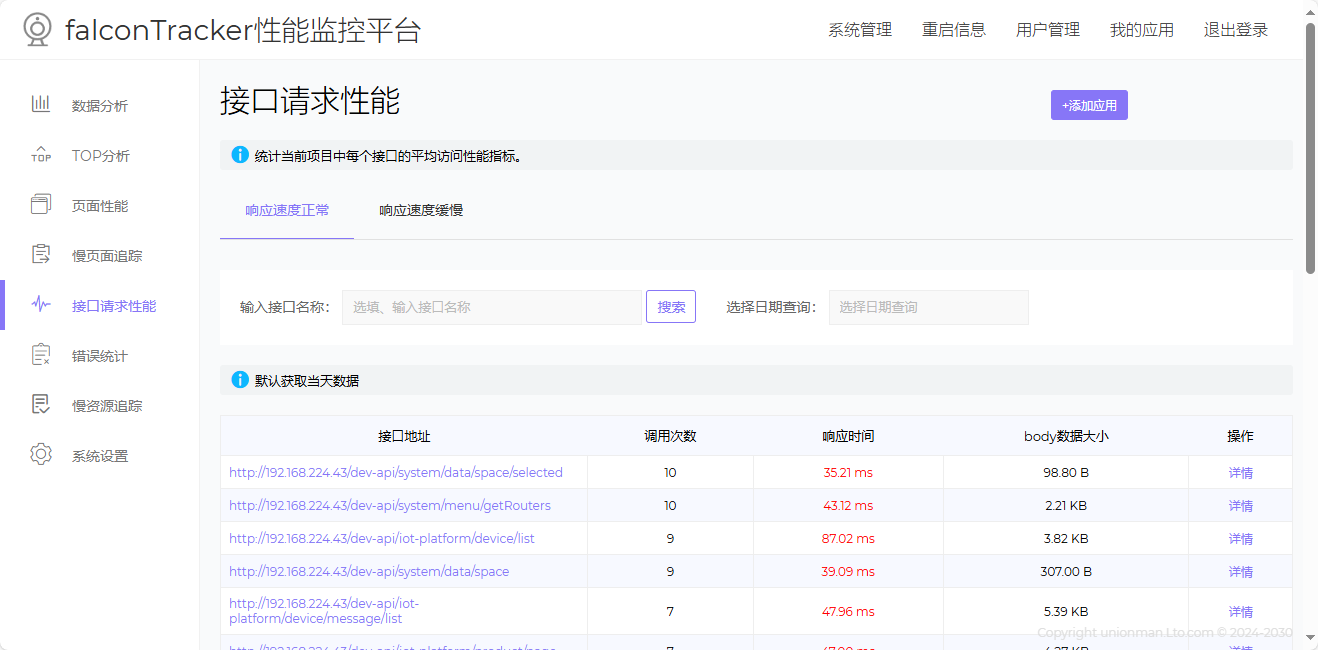 falconTracker性能监控平台
系统管理 重启信息 用户管理 我的应用 退出登录
数据分析
TOP
TOP分析
页面性能
慢页面追踪
接口请求性能
错误统计
慢资源追踪
系统设置
接口请求性能
+添加应用
统计当前项目中每个接口的平均访问性能指标。
响应速度正常 响应速度缓慢
输入接口名称： 选填、输入接口名称 搜索 选择日期查询： 选择日期查询
默认获取当天数据
接口地址 调用次数 响应时间 body数据大小 操作
http://192.168.224.43/dev-api/system/data/space/selected 10 35.21 ms 98.80 B 详情
http://192.168.224.43/dev-api/system/menu/getRouters 10 43.12 ms 2.21 KB 详情
http://192.168.224.43/dev-api/iot-platform/device/list 9 87.02 ms 3.82 KB 详情
http://192.168.224.43/dev-api/system/data/space 9 39.09 ms 307.00 B 详情
http://192.168.224.43/dev-api/iot-
platform/device/message/list 7 47.96 ms 5.39 KB 详情
Copyright unionman Lto.com © 2024-2030